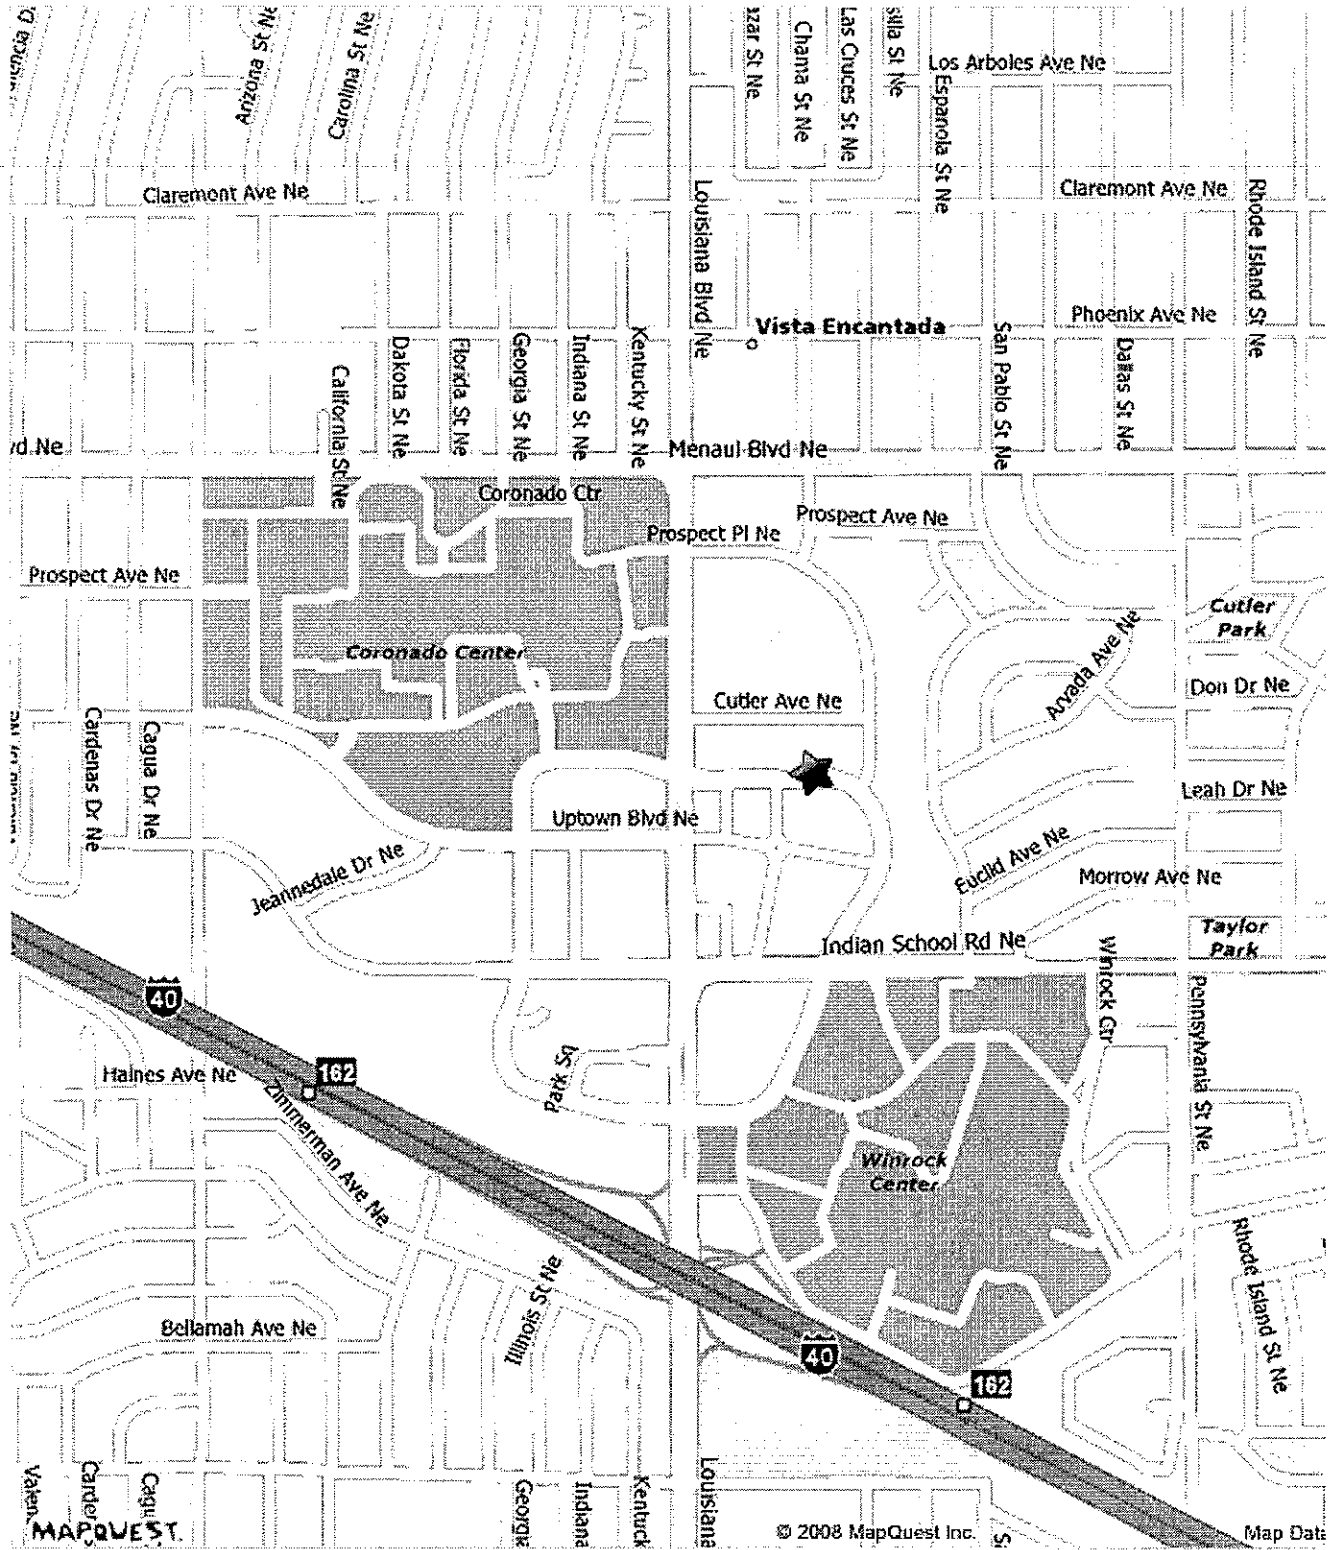 Arizona St Ne
Carolina St Ne
Chama St Ne
Las Cruces St Ne
Los Arboles Ave Ne
Espanola St Ne
Claremont Ave Ne
Claremont Ave Ne
Louisiana Blvd Ne
Rhode Island St Ne
Phoenix Ave Ne
Vista Encantada
San Pablo St Ne
Dallas St Ne
California St Ne
Dakota St Ne
Florida St Ne
Georgia St Ne
Indiana St Ne
Kentucky St Ne
vd Ne
Menaul Blvd Ne
Coronado Ctr
Prospect Pl Ne
Prospect Ave Ne
Prospect Ave Ne
Cutler
Park
Coronado Center
Arvada Ave Ne
Don Dr Ne
Cutler Ave Ne
Cardenas Dr Ne
Cagua Dr Ne
Leah Dr Ne
Uptown Blvd Ne
Jeannedale Dr Ne
Euclid Ave Ne
Morrow Ave Ne
Indian School Rd Ne
Taylor
Park
Winrock Ctr
Pennsylvania St Ne
40
162
Haines Ave Ne
Zimmerman Ave Ne
Park Sq
Winrock
Center
Rhode Island St Ne
Illinois St Ne
Bellamah Ave Ne
40
162
Valen
Carder
Cagu
Georgia
Indiana
Kentuck
Louisiana
MAPQUEST.
© 2008 MapQuest Inc.
Map Data